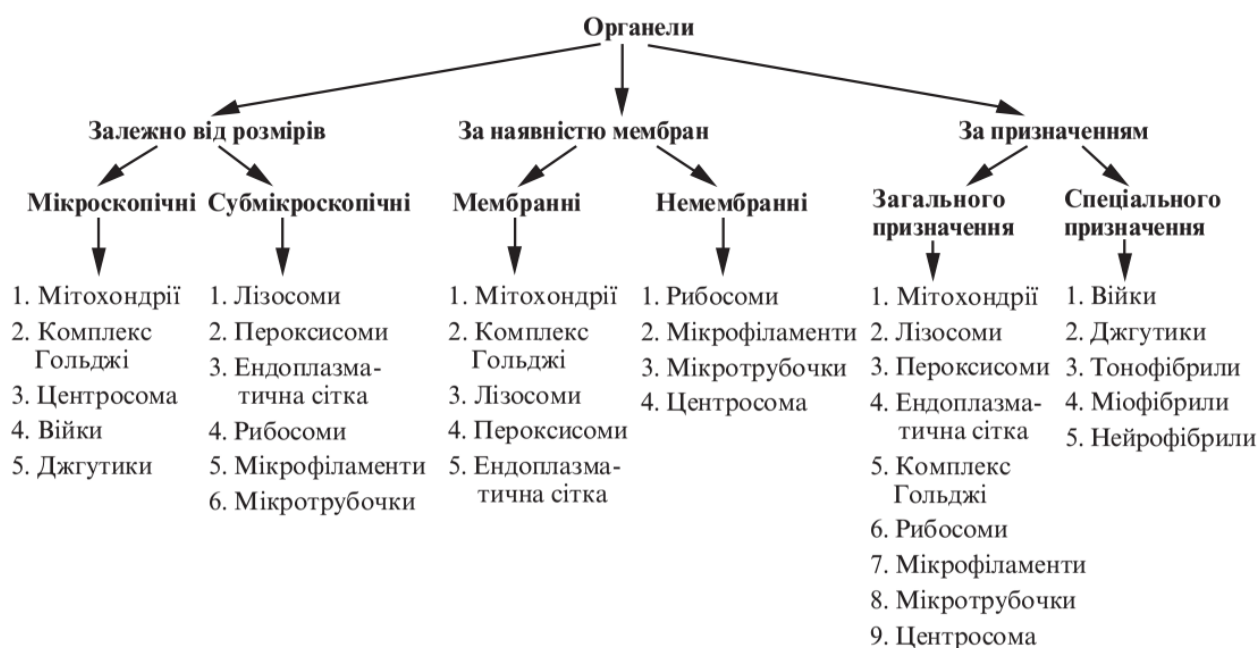 Органели
Залежно від розмірів
За наявністю мембран
За призначенням
Мікроскопічні
Субмікроскопічні
Мембранні
Немембранні
Загального
призначення
Спеціального
призначення
1. Мітохондрії
2. Комплекс
Гольджі
3. Центросома
4. Війки
5. Джгутики
1. Лізосоми
2. Пероксисоми
3. Ендоплазма-
тична сітка
4. Рибосоми
5. Мікрофіламенти
6. Мікротрубочки
1. Мітохондрії
2. Комплекс
Гольджі
3. Лізосоми
4. Пероксисоми
5. Ендоплазма-
тична сітка
1. Рибосоми
2. Мікрофіламенти
3. Мікротрубочки
4. Центросома
1. Мітохондрії
2. Лізосоми
3. Пероксисоми
4. Ендоплазма-
тична сітка
5. Комплекс
Гольджі
6. Рибосоми
7. Мікрофіламенти
8. Мікротрубочки
9. Центросома
1. Війки
2. Джгутики
3. Тонофібрили
4. Міофібрили
5. Нейрофібрили